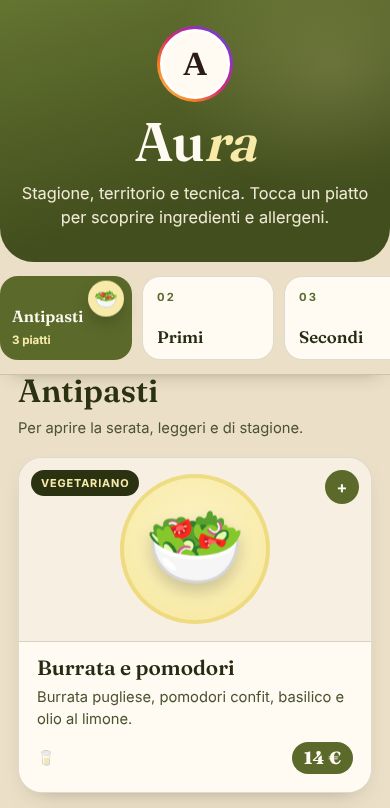 A
Aura
Stagione, territorio e tecnica. Tocca un piatto
per scoprire ingredienti e allergeni.
Antipasti
3 piatti
02
Primi
03
Secondi
Antipasti
Per aprire la serata, leggeri e di stagione.
VEGETARIANO
+
Burrata e pomodori
Burrata pugliese, pomodori confit, basilico e
olio al limone.
14 €